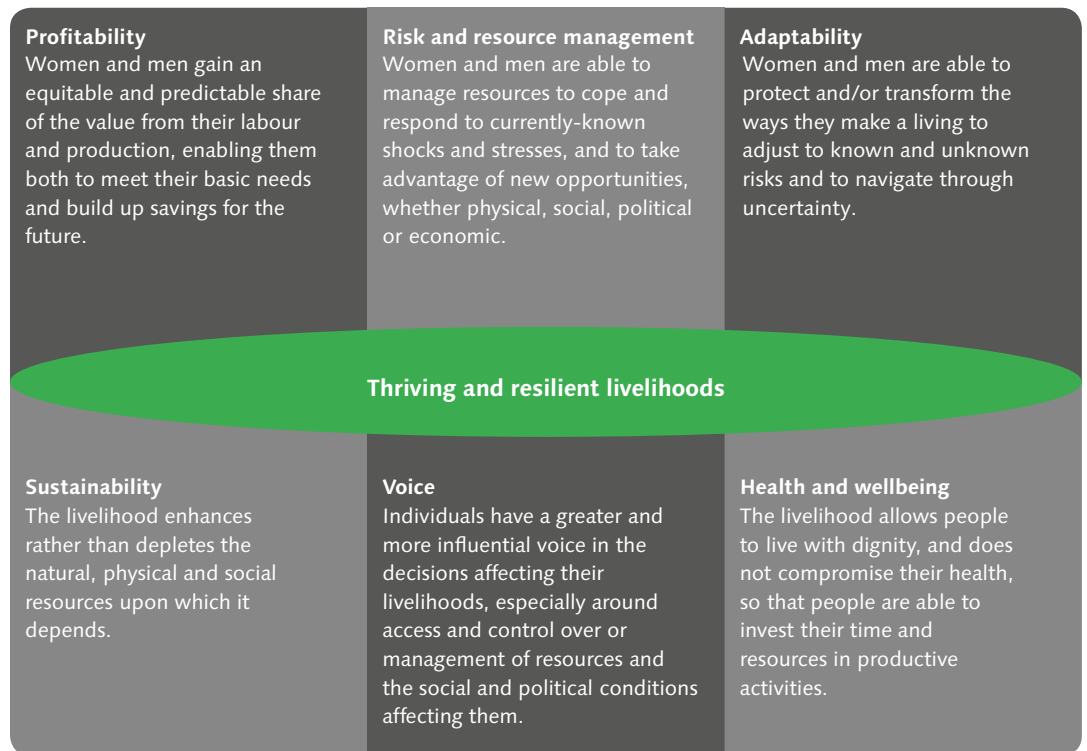 Profitability
Women and men gain an
equitable and predictable share
of the value from their labour
and production, enabling them
both to meet their basic needs
and build up savings for the
future.
Risk and resource management
Women and men are able to
manage resources to cope and
respond to currently-known
shocks and stresses, and to take
advantage of new opportunities,
whether physical, social, political
or economic.
Adaptability
Women and men are able to
protect and/or transform the
ways they make a living to
adjust to known and unknown
risks and to navigate through
uncertainty.
Thriving and resilient livelihoods
Sustainability
The livelihood enhances
rather than depletes the
natural, physical and social
resources upon which it
depends.
Voice
Individuals have a greater and
more influential voice in the
decisions affecting their
livelihoods, especially around
access and control over or
management of resources and
the social and political conditions
affecting them.
Health and wellbeing
The livelihood allows people
to live with dignity, and does
not compromise their health,
so that people are able to
invest their time and
resources in productive
activities.